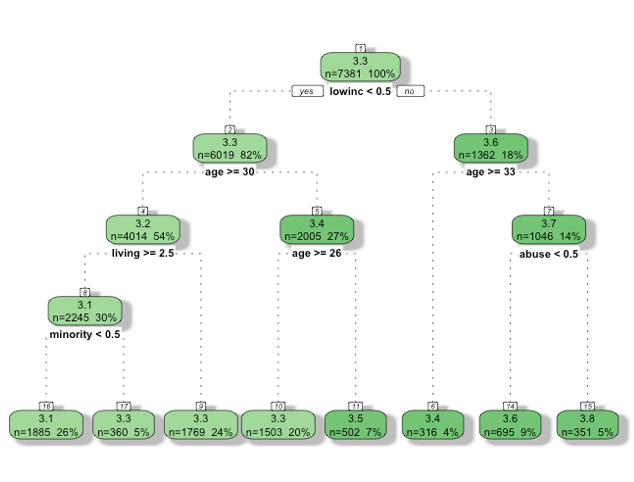 1
3.3
n=7381 100%
yes lowinc < 0.5 no
2
3.3
n=6019 82%
age >= 30
3
3.6
n=1362 18%
age >= 33
4
3.2
n=4014 54%
living >= 2.5
5
3.4
n=2005 27%
age >= 26
7
3.7
n=1046 14%
abuse < 0.5
8
3.1
n=2245 30%
minority < 0.5
16
3.1
n=1885 26%
17
3.3
n=360 5%
9
3.3
n=1769 24%
10
3.3
n=1503 20%
11
3.5
n=502 7%
6
3.4
n=316 4%
14
3.6
n=695 9%
15
3.8
n=351 5%